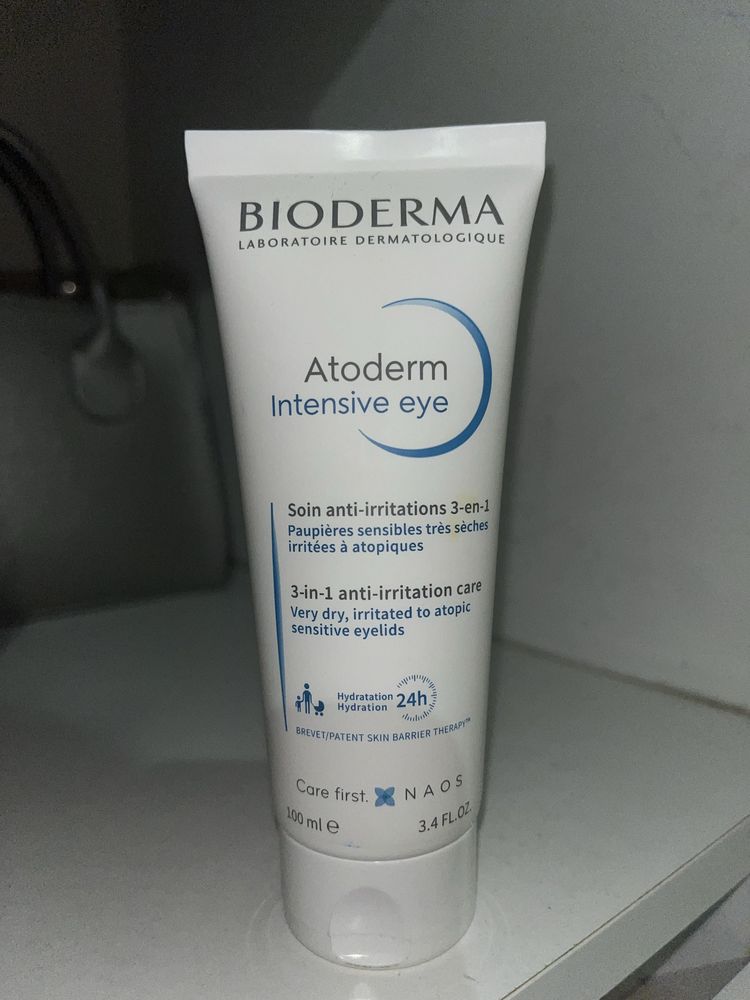 BIODERMA
LABORATOIRE DERMATOLOGIQUE
Atoderm
Intensive eye
Soin anti-irritations 3-en-1
Paupières sensibles très sèches
irritées à atopiques
3-in-1 anti-irritation care
Very dry, irritated to atopic
sensitive eyelids
Hydratation
Hydration
24h
BREVET/PATENT SKIN BARRIER THERAPY™
Care first. NAOS
100 ml ℮ 3.4 FL.OZ.